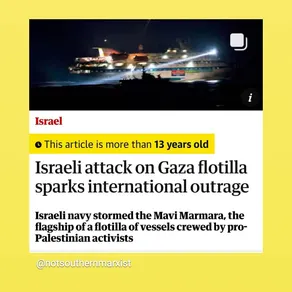 Israel
This article is more than 13 years old
Israeli attack on Gaza flotilla
sparks international outrage
Israeli navy stormed the Mavi Marmara, the
flagship of a flotilla of vessels crewed by pro-
Palestinian activists
@norsouthernmarxist